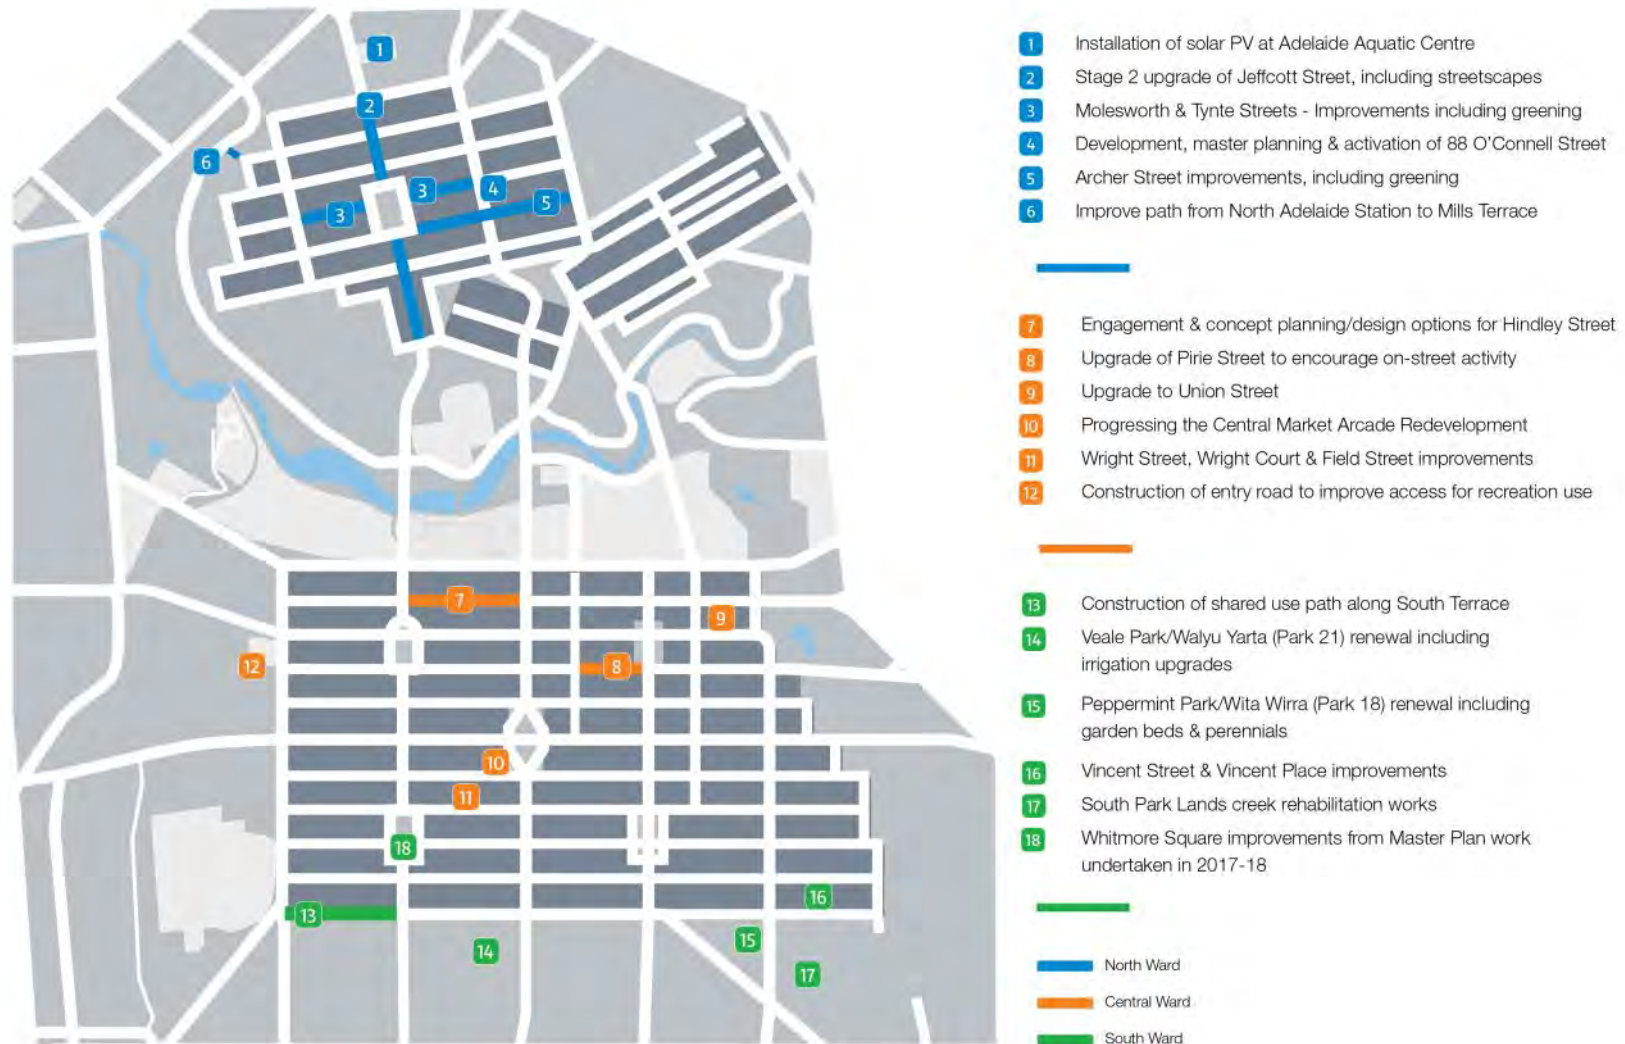 1
2
6
3
4
5
3
7
9
12
8
10
11
18
16
13
15
14
17
1 Installation of solar PV at Adelaide Aquatic Centre
2 Stage 2 upgrade of Jeffcott Street, including streetscapes
3 Molesworth & Tynte Streets - Improvements including greening
4 Development, master planning & activation of 88 O'Connell Street
5 Archer Street improvements, including greening
6 Improve path from North Adelaide Station to Mills Terrace
7 Engagement & concept planning/design options for Hindley Street
8 Upgrade of Pirie Street to encourage on-street activity
9 Upgrade to Union Street
10 Progressing the Central Market Arcade Redevelopment
11 Wright Street, Wright Court & Field Street improvements
12 Construction of entry road to improve access for recreation use
13 Construction of shared use path along South Terrace
14 Veale Park/Walyu Yarta (Park 21) renewal including
irrigation upgrades
15 Peppermint Park/Wita Wirra (Park 18) renewal including
garden beds & perennials
16 Vincent Street & Vincent Place improvements
17 South Park Lands creek rehabilitation works
18 Whitmore Square improvements from Master Plan work
undertaken in 2017-18
North Ward
Central Ward
South Ward